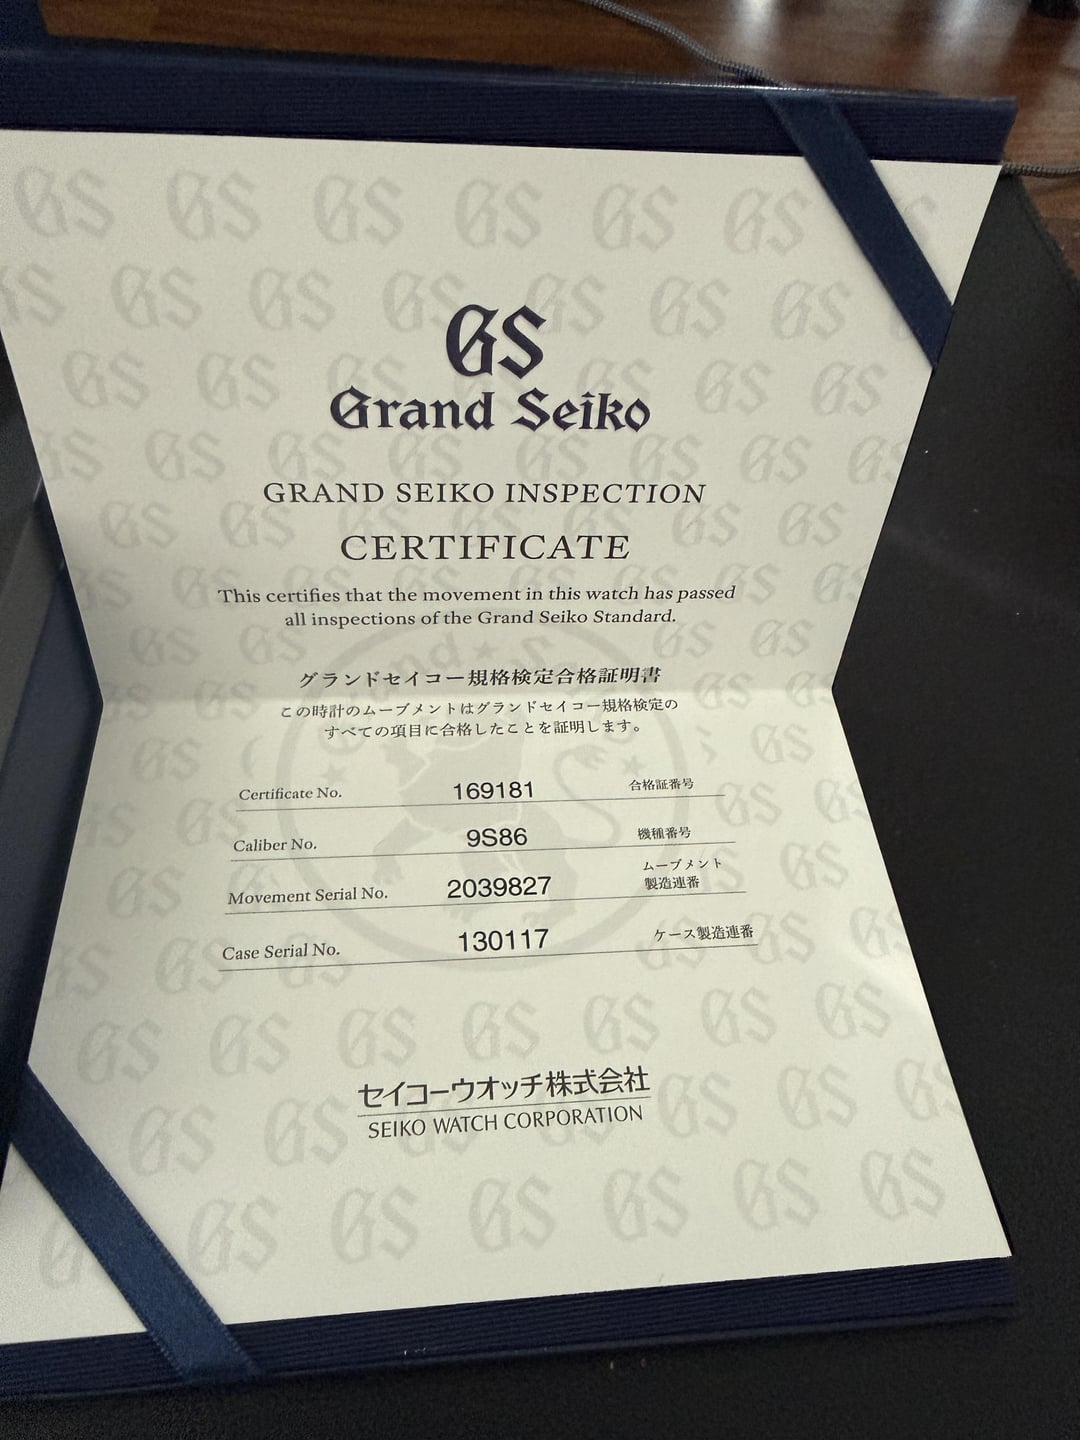 GS
Grand Seiko
GRAND SEIKO INSPECTION
CERTIFICATE
This certifies that the movement in this watch has passed
all inspections of the Grand Seiko Standard.
グランドセイコー規格検定合格証明書
この時計のムーブメントはグランドセイコー規格検定の
すべての項目に合格したことを証明します。
Certificate No. 169181 合格証番号
Caliber No. 9S86 機種番号
Movement Serial No. 2039827 ムーブメント
製造連番
Case Serial No. 130117 ケース製造連番
セイコーウオッチ株式会社
SEIKO WATCH CORPORATION